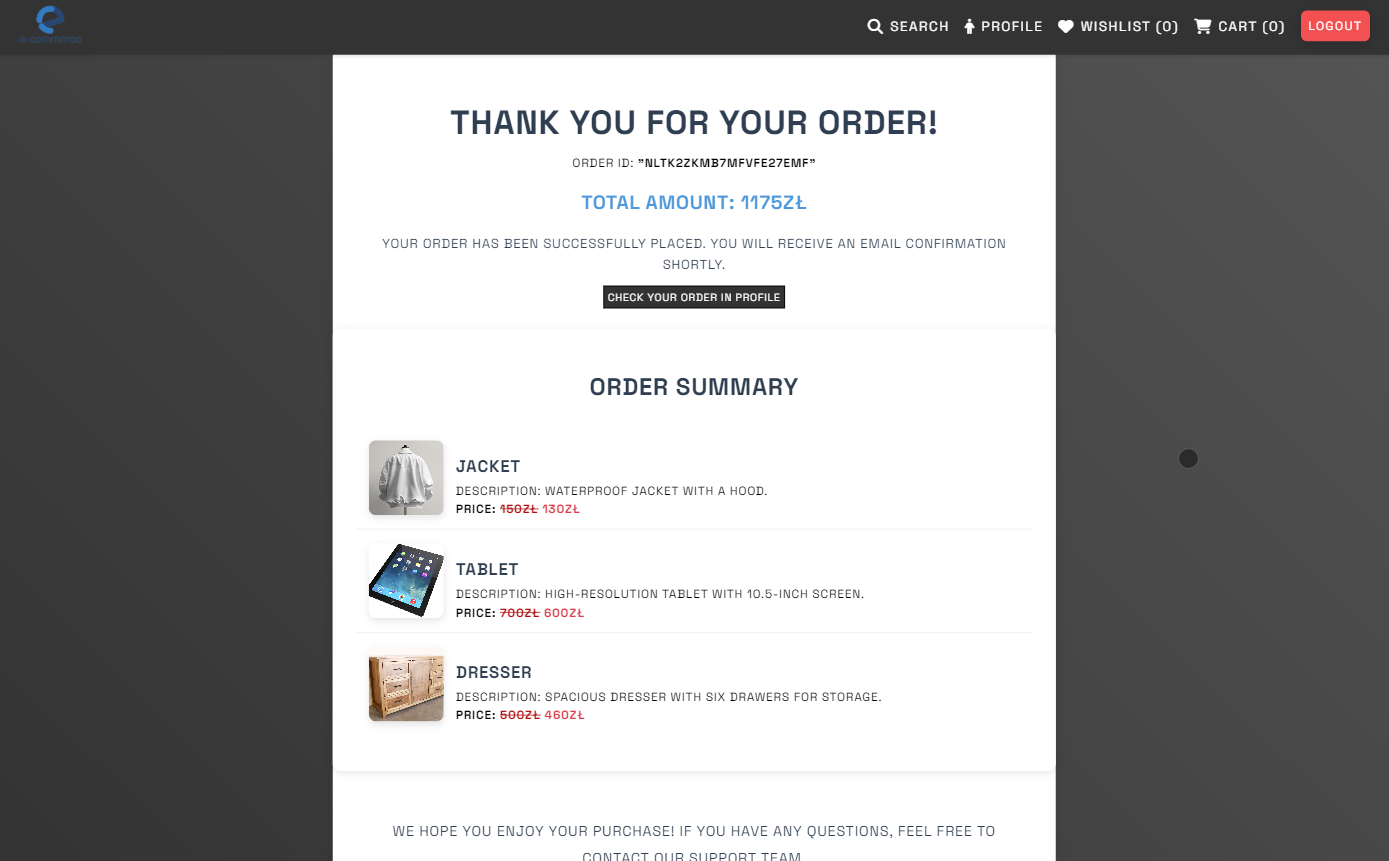 e-commerce
SEARCH
PROFILE
WISHLIST (0)
CART (0)
LOGOUT
THANK YOU FOR YOUR ORDER!
ORDER ID: "NLTK2ZKMB7MFVFE27EMF"
TOTAL AMOUNT: 1175ZŁ
YOUR ORDER HAS BEEN SUCCESSFULLY PLACED. YOU WILL RECEIVE AN EMAIL CONFIRMATION
SHORTLY.
CHECK YOUR ORDER IN PROFILE
ORDER SUMMARY
JACKET
DESCRIPTION: WATERPROOF JACKET WITH A HOOD.
PRICE: 150ZŁ 130ZŁ
TABLET
DESCRIPTION: HIGH-RESOLUTION TABLET WITH 10.5-INCH SCREEN.
PRICE: 700ZŁ 600ZŁ
DRESSER
DESCRIPTION: SPACIOUS DRESSER WITH SIX DRAWERS FOR STORAGE.
PRICE: 500ZŁ 460ZŁ
WE HOPE YOU ENJOY YOUR PURCHASE! IF YOU HAVE ANY QUESTIONS, FEEL FREE TO
CONTACT OUR SUPPORT TEAM